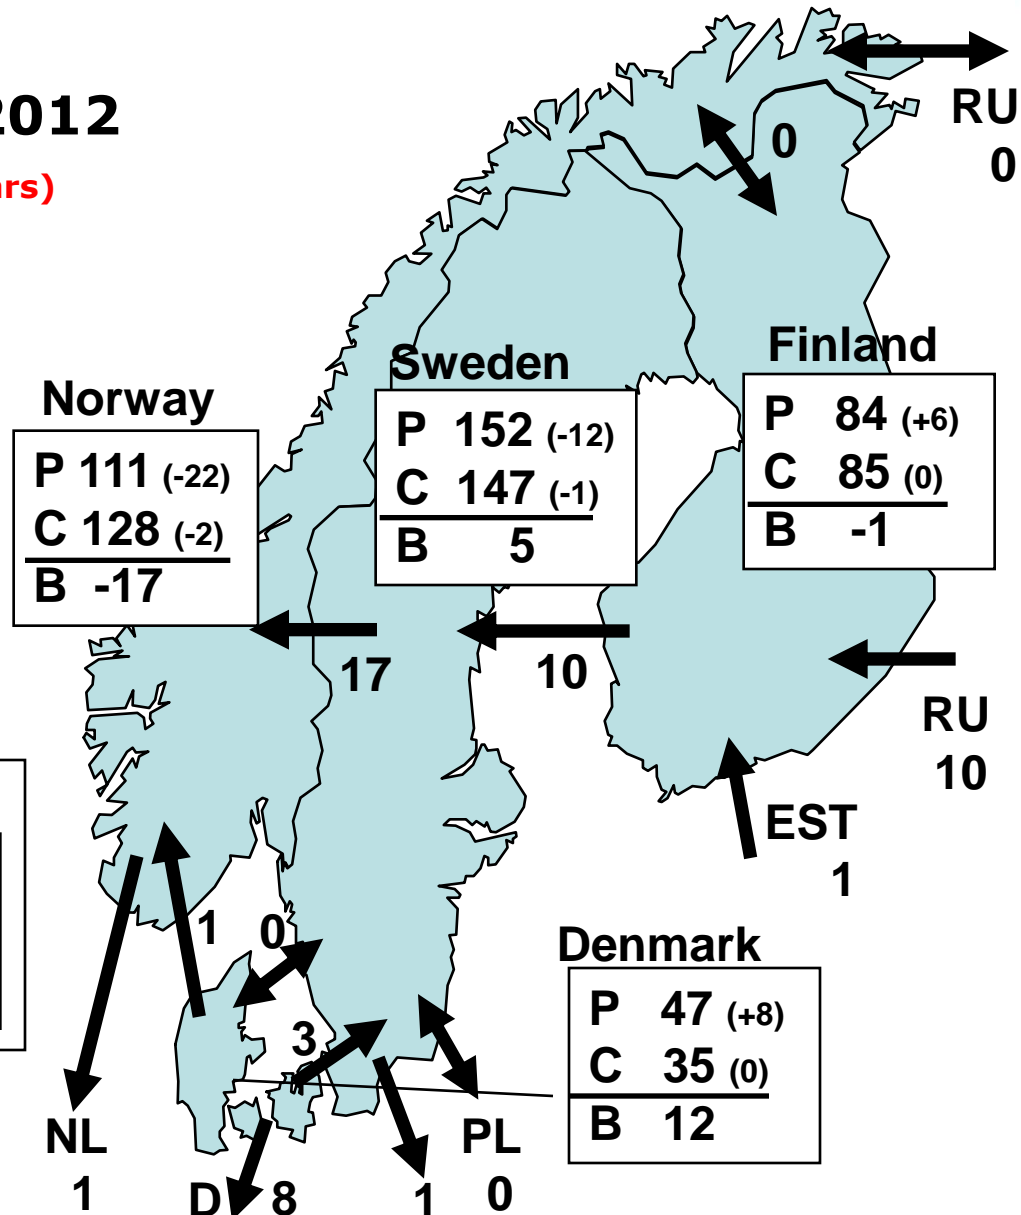 2012
ars)
RU
0
0
Finland
P 84 (+6)
C 85 (0)
B -1
Sweden
P 152 (-12)
C 147 (-1)
B 5
Norway
P 111 (-22)
C 128 (-2)
B -17
17
10
RU
10
EST
1
1
0
3
Denmark
P 47 (+8)
C 35 (0)
B 12
NL
1
D 8
1
PL
0